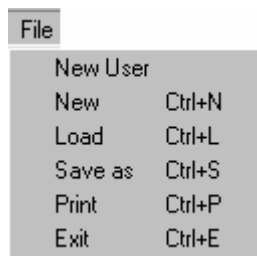 File
New User
New Ctrl+N
Load Ctrl+L
Save as Ctrl+S
Print Ctrl+P
Exit Ctrl+E